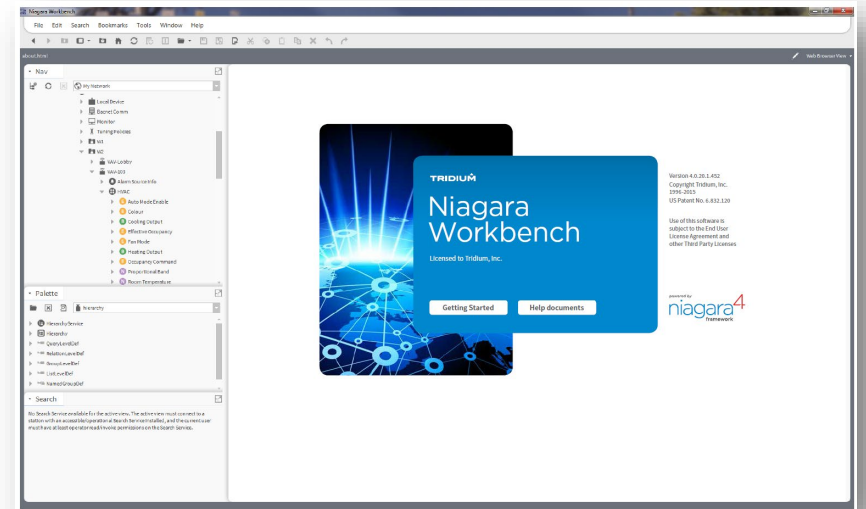 Niagara Workbench
File Edit Search Bookmarks Tools Window Help
about.html
Web Browser View
Nav
My Network
Local Device
Bacnet Comm
Monitor
Tuning Policies
W1
W2
VAV-Lobby
VAV-103
Alarm Source Info
HVAC
Auto Mode Enable
Colour
Cooling Output
Effective Occupancy
Fan Mode
Heating Output
Occupancy Command
Proportional Band
Room Temperature
Palette
hierarchy
HierarchyService
Hierarchy
QueryLevelDef
RelationLevelDef
GroupLevelDef
ListLevelDef
NamedGroupDef
Search
No Search Service available for the active view. The active view must connect to a
station with an accessible/operational Search Service installed, and the current user
must have at least operator read/invoke permissions on the Search Service.
TRIDIUM
Niagara
Workbench
Licensed to Tridium, Inc.
Getting Started Help documents
Version 4.0.20.1.452
Copyright Tridium, Inc.
1996-2015
US Patent No. 6.832.120
Use of this software is
subject to the End User
License Agreement and
other Third Party Licenses
powered by
niagara4
framework